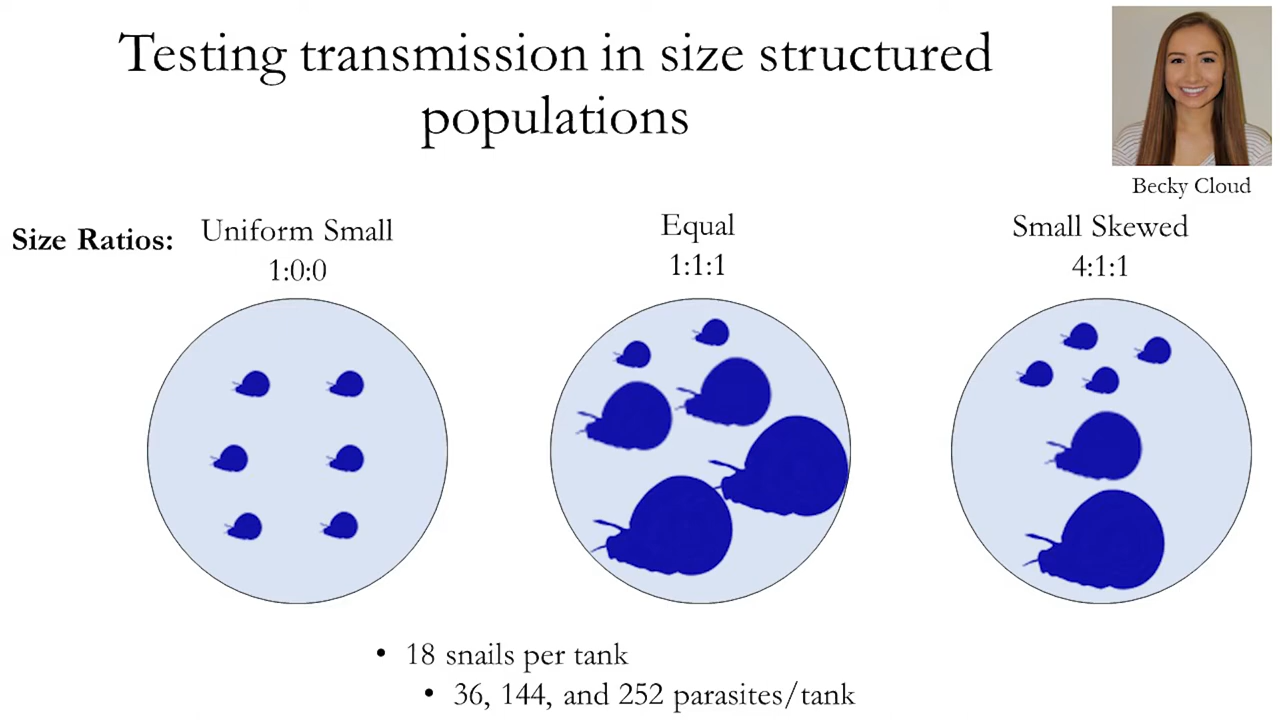 Testing transmission in size structured
populations
Becky Cloud
Size Ratios:
Uniform Small
1:0:0
Equal
1:1:1
Small Skewed
4:1:1
• 18 snails per tank
• 36, 144, and 252 parasites/tank